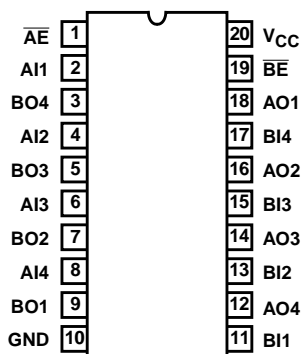 A̅E̅ 1 20 VCC
AI1 2 19 B̅E̅
BO4 3 18 AO1
AI2 4 17 BI4
BO3 5 16 AO2
AI3 6 15 BI3
BO2 7 14 AO3
AI4 8 13 BI2
BO1 9 12 AO4
GND 10 11 BI1